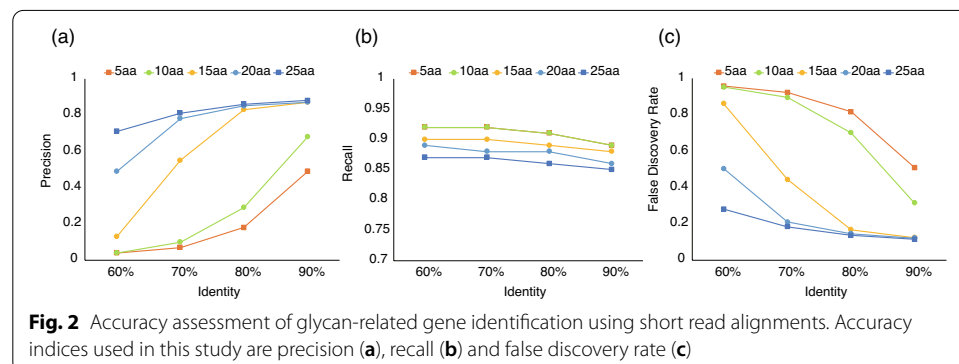 (a)
5aa 10aa 15aa 20aa 25aa
1
0.8
0.6
0.4
0.2
0
Precision
60% 70% 80% 90%
Identity
(b)
5aa 10aa 15aa 20aa 25aa
1
0.95
0.9
0.85
0.8
0.75
0.7
Recall
60% 70% 80% 90%
Identity
(c)
5aa 10aa 15aa 20aa 25aa
1
0.8
0.6
0.4
0.2
0
False Discovery Rate
60% 70% 80% 90%
Identity
Fig. 2 Accuracy assessment of glycan-related gene identification using short read alignments. Accuracy
indices used in this study are precision (a), recall (b) and false discovery rate (c)